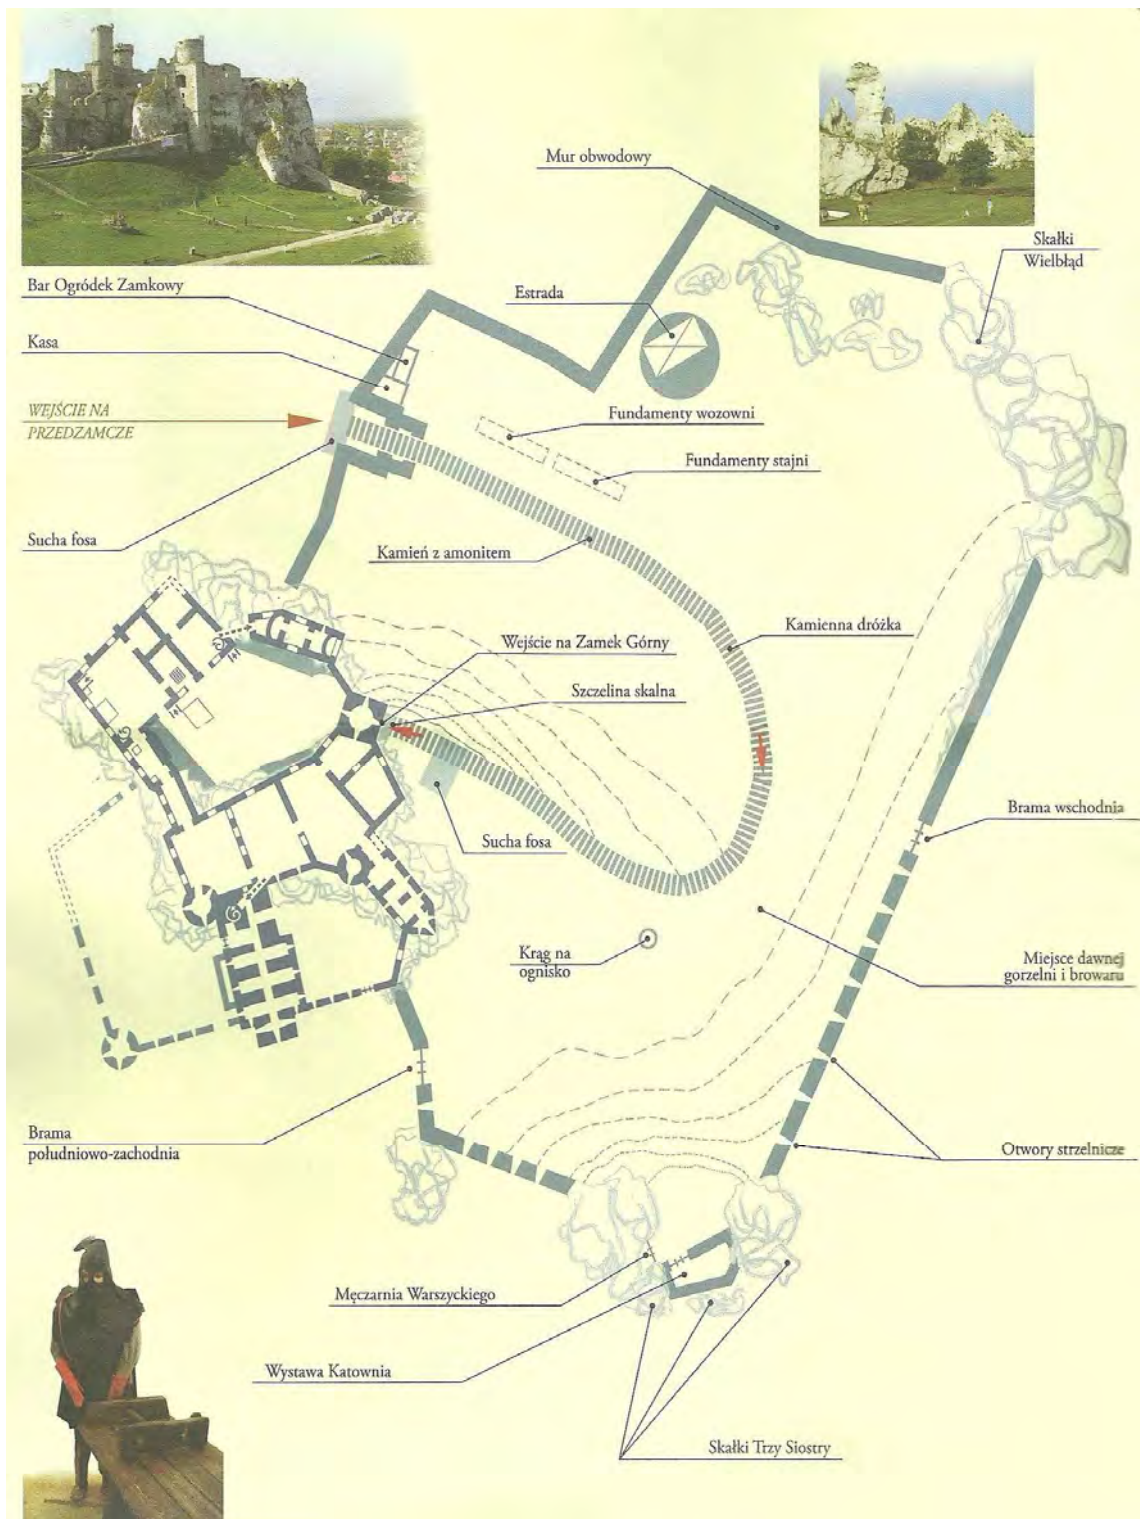 Mur obwodowy
Skałki
Wielbłąd
Bar Ogródek Zamkowy
Estrada
Kasa
WEJŚCIE NA
PRZEDZAMCZE
Fundamenty wozowni
Fundamenty stajni
Sucha fosa
Kamień z amonitem
Kamienna dróżka
Wejście na Zamek Górny
Szczelina skalna
Brama wschodnia
Sucha fosa
Krąg na
ognisko
Miejsce dawnej
gorzelni i browaru
Brama
południowo-zachodnia
Otwory strzelnicze
Męczarnia Warszyckiego
Wystawa Katownia
Skałki Trzy Siostry